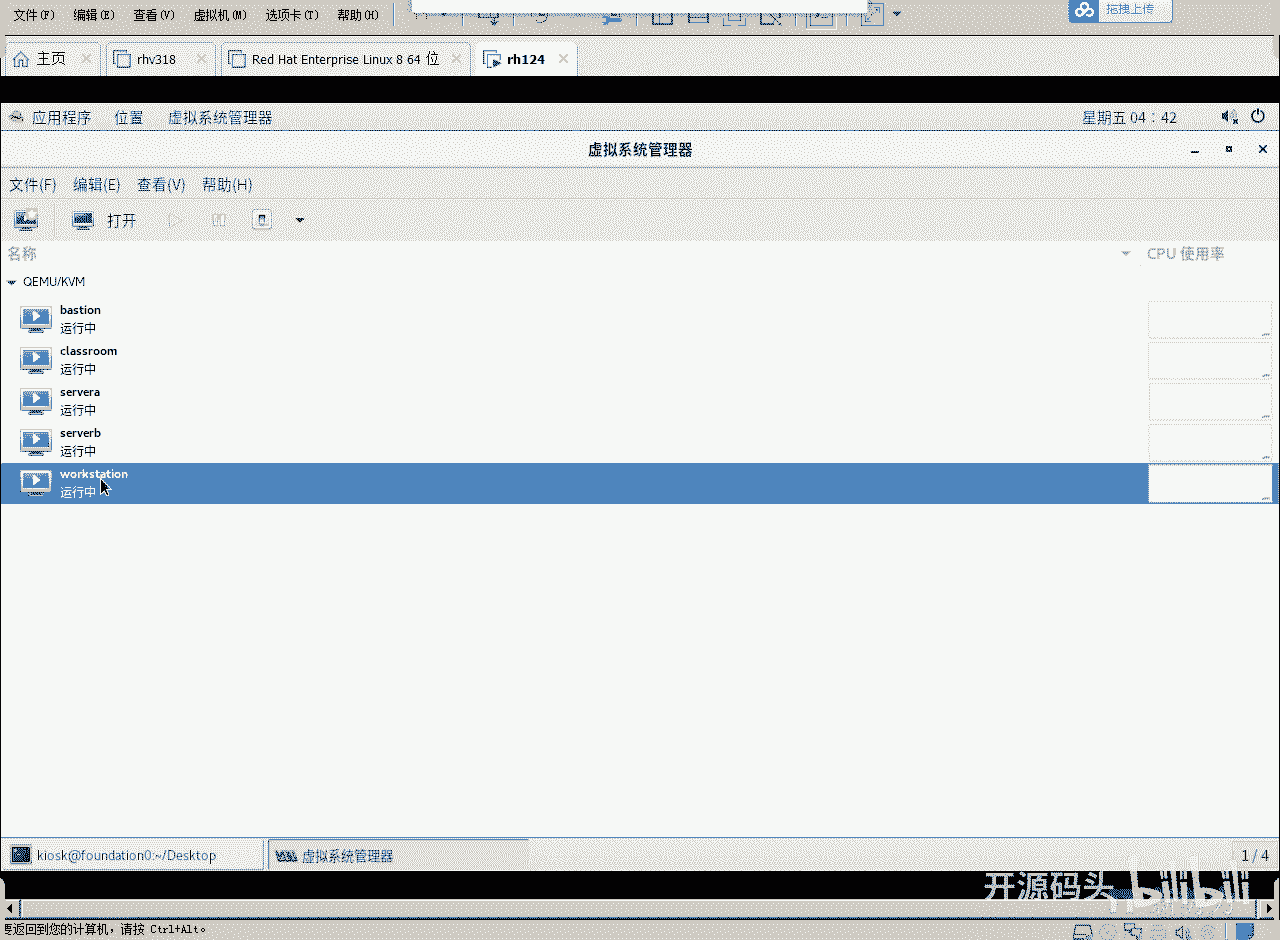 文件(F) 编辑(E) 查看(V) 虚拟机(M) 选项卡(T) 帮助(H) 拖拽上传
主页 rhv318 Red Hat Enterprise Linux 8 64 位 rh124
应用程序 位置 虚拟系统管理器 星期五 04：42
虚拟系统管理器
文件(F) 编辑(E) 查看(V) 帮助(H)
打开
名称 CPU 使用率
QEMU/KVM
bastion
运行中
classroom
运行中
servera
运行中
serverb
运行中
workstation
运行中
kiosk@foundation0:~/Desktop 虚拟系统管理器 1 / 4
开源码头 bilibili
要返回到您的计算机，请按 Ctrl+Alt。